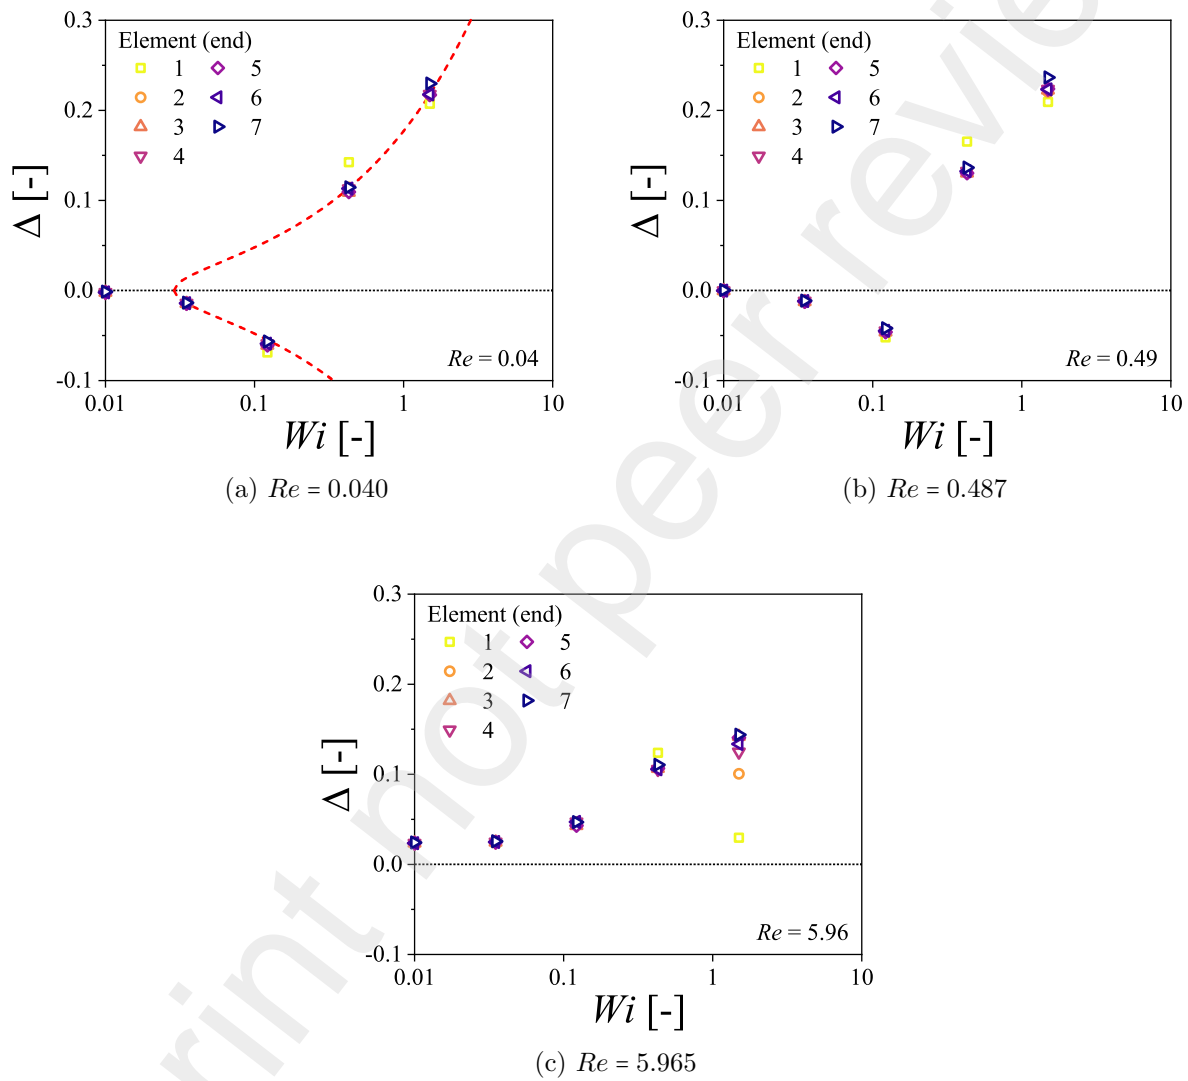 0.3
Element (end)
1 5
2 6
3 7
4
0.2
0.1
0.0
-0.1
Δ [-]
Re = 0.04
0.01 0.1 1 10
Wi [-]
(a) Re = 0.040
0.3
Element (end)
1 5
2 6
3 7
4
0.2
0.1
0.0
-0.1
Δ [-]
Re = 0.49
0.01 0.1 1 10
Wi [-]
(b) Re = 0.487
0.3
Element (end)
1 5
2 6
3 7
4
0.2
0.1
0.0
-0.1
Δ [-]
Re = 5.96
0.01 0.1 1 10
Wi [-]
(c) Re = 5.965
rint not peer review